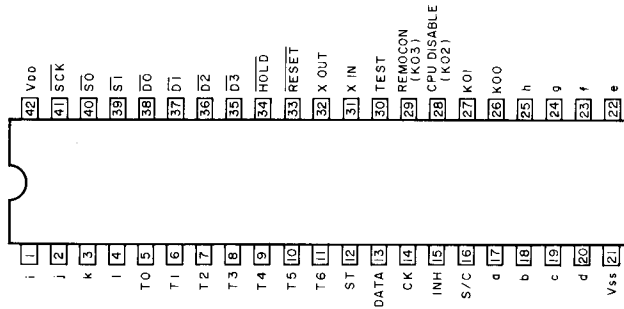 VDD
SCK
SO
SI
D0
D1
D2
D3
HOLD
RESET
X OUT
X IN
TEST
REMOCON
(KO3)
CPU DISABLE
(KO2)
KO1
KO0
h
g
f
e
42
41
40
39
38
37
36
35
34
33
32
31
30
29
28
27
26
25
24
23
22
1
2
3
4
5
6
7
8
9
10
11
12
13
14
15
16
17
18
19
20
21
i
j
k
l
T0
T1
T2
T3
T4
T5
T6
ST
DATA
CK
INH
S/C
a
b
c
d
Vss